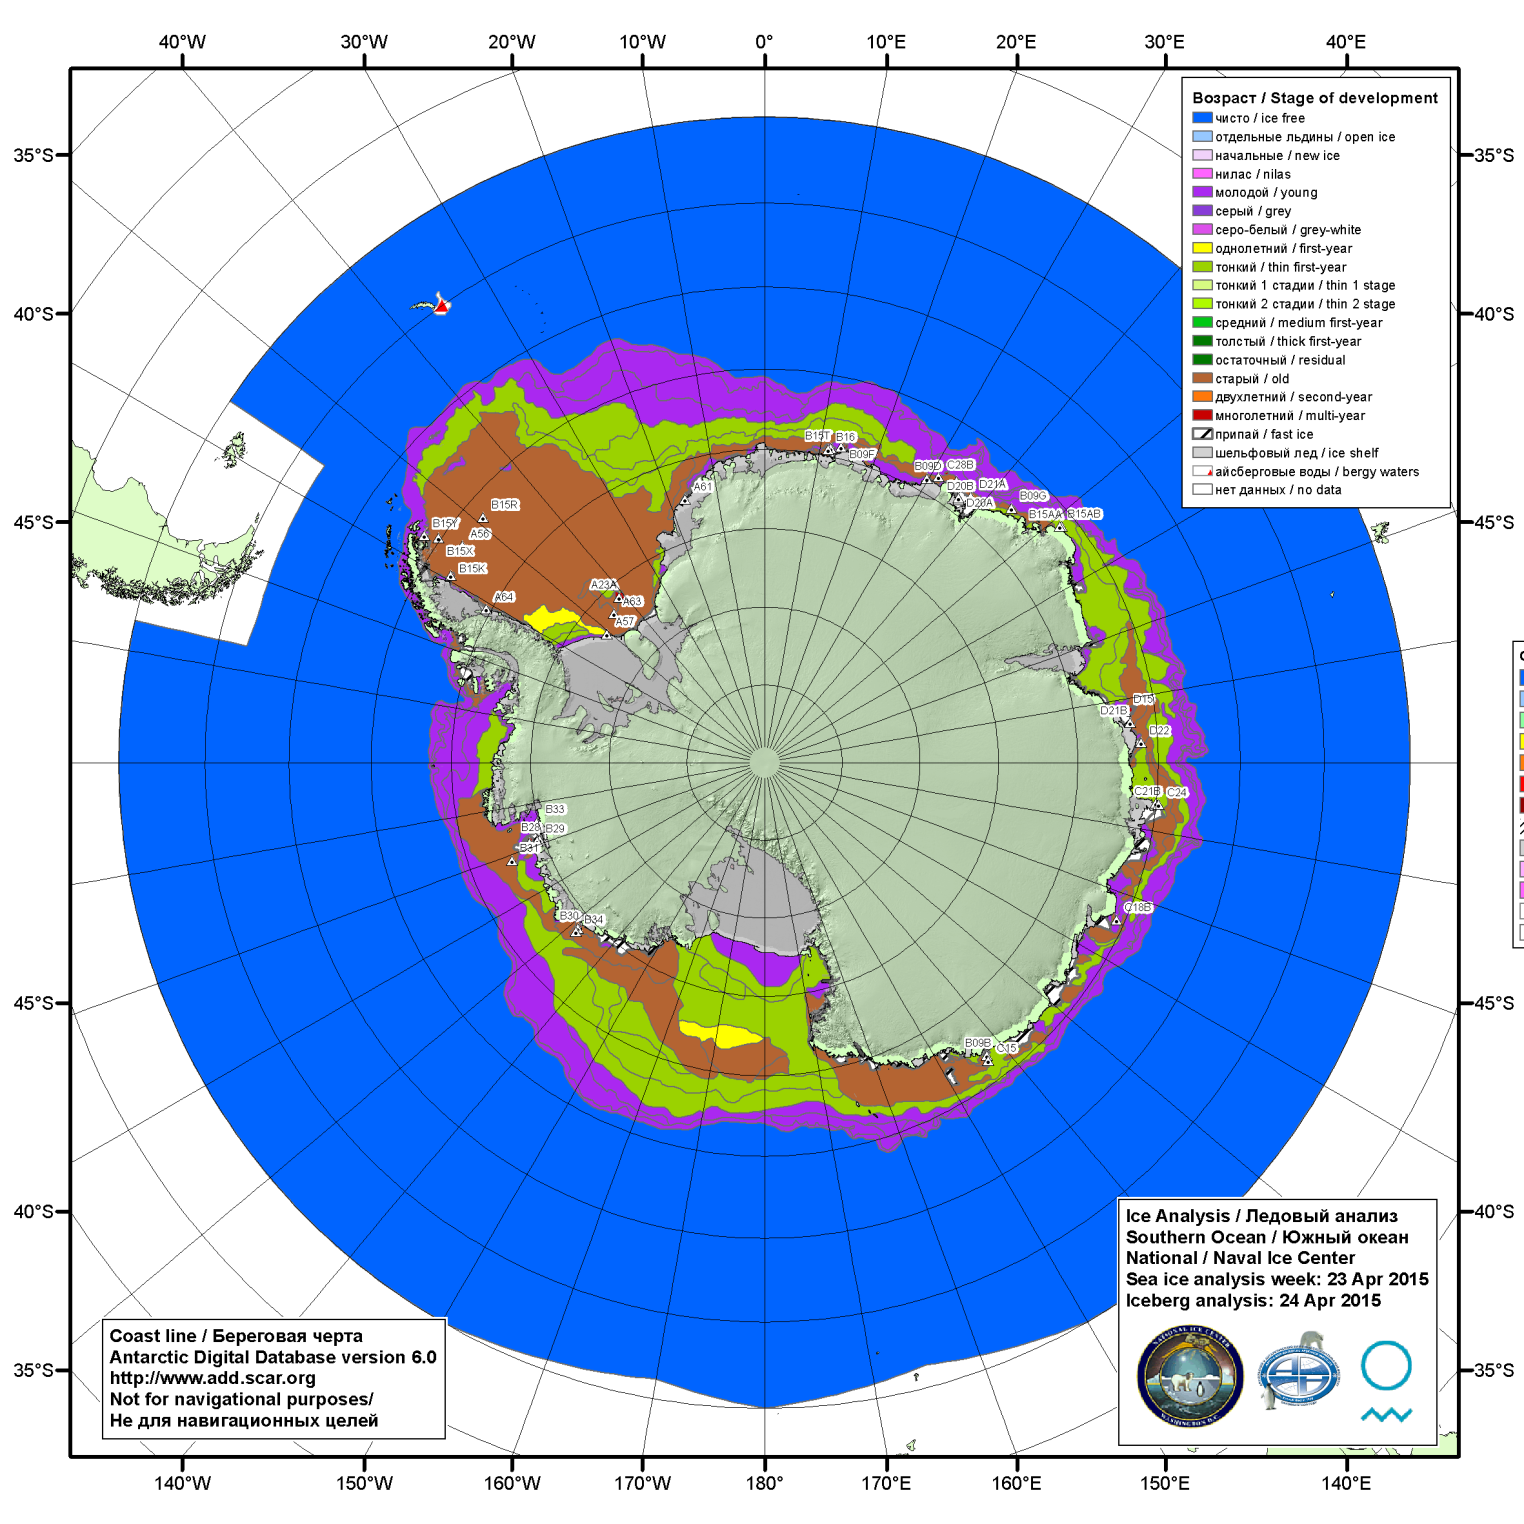 40°W 30°W 20°W 10°W 0° 10°E 20°E 30°E 40°E
35°S
40°S
45°S
45°S
40°S
35°S
35°S
40°S
45°S
45°S
40°S
35°S
Возраст / Stage of development
чисто / ice free
отдельные льдины / open ice
начальные / new ice
нилас / nilas
молодой / young
серый / grey
серо-белый / grey-white
однолетний / first-year
тонкий / thin first-year
тонкий 1 стадии / thin 1 stage
тонкий 2 стадии / thin 2 stage
средний / medium first-year
толстый / thick first-year
остаточный / residual
старый / old
двухлетний / second-year
многолетний / multi-year
припай / fast ice
шельфовый лед / ice shelf
айсберговые воды / bergy waters
нет данных / no data
B15T
B16
B09F
B09D
C28B
D20B
D21A
D20A
B09G
B15AA
B15AB
A61
B15R
B15Y
A56
B15X
B15K
A64
A23A
A63
A57
D15
D21B
D22
C21B
C24
C18B
B33
B28
B29
B31
B30
B34
B09B
C15
Ice Analysis / Ледовый анализ
Southern Ocean / Южный океан
National / Naval Ice Center
Sea ice analysis week: 23 Apr 2015
Iceberg analysis: 24 Apr 2015
NATIONAL ICE CENTER
WASHINGTON D.C.
Coast line / Береговая черта
Antarctic Digital Database version 6.0
http://www.add.scar.org
Not for navigational purposes/
Не для навигационных целей
140°W 150°W 160°W 170°W 180° 170°E 160°E 150°E 140°E